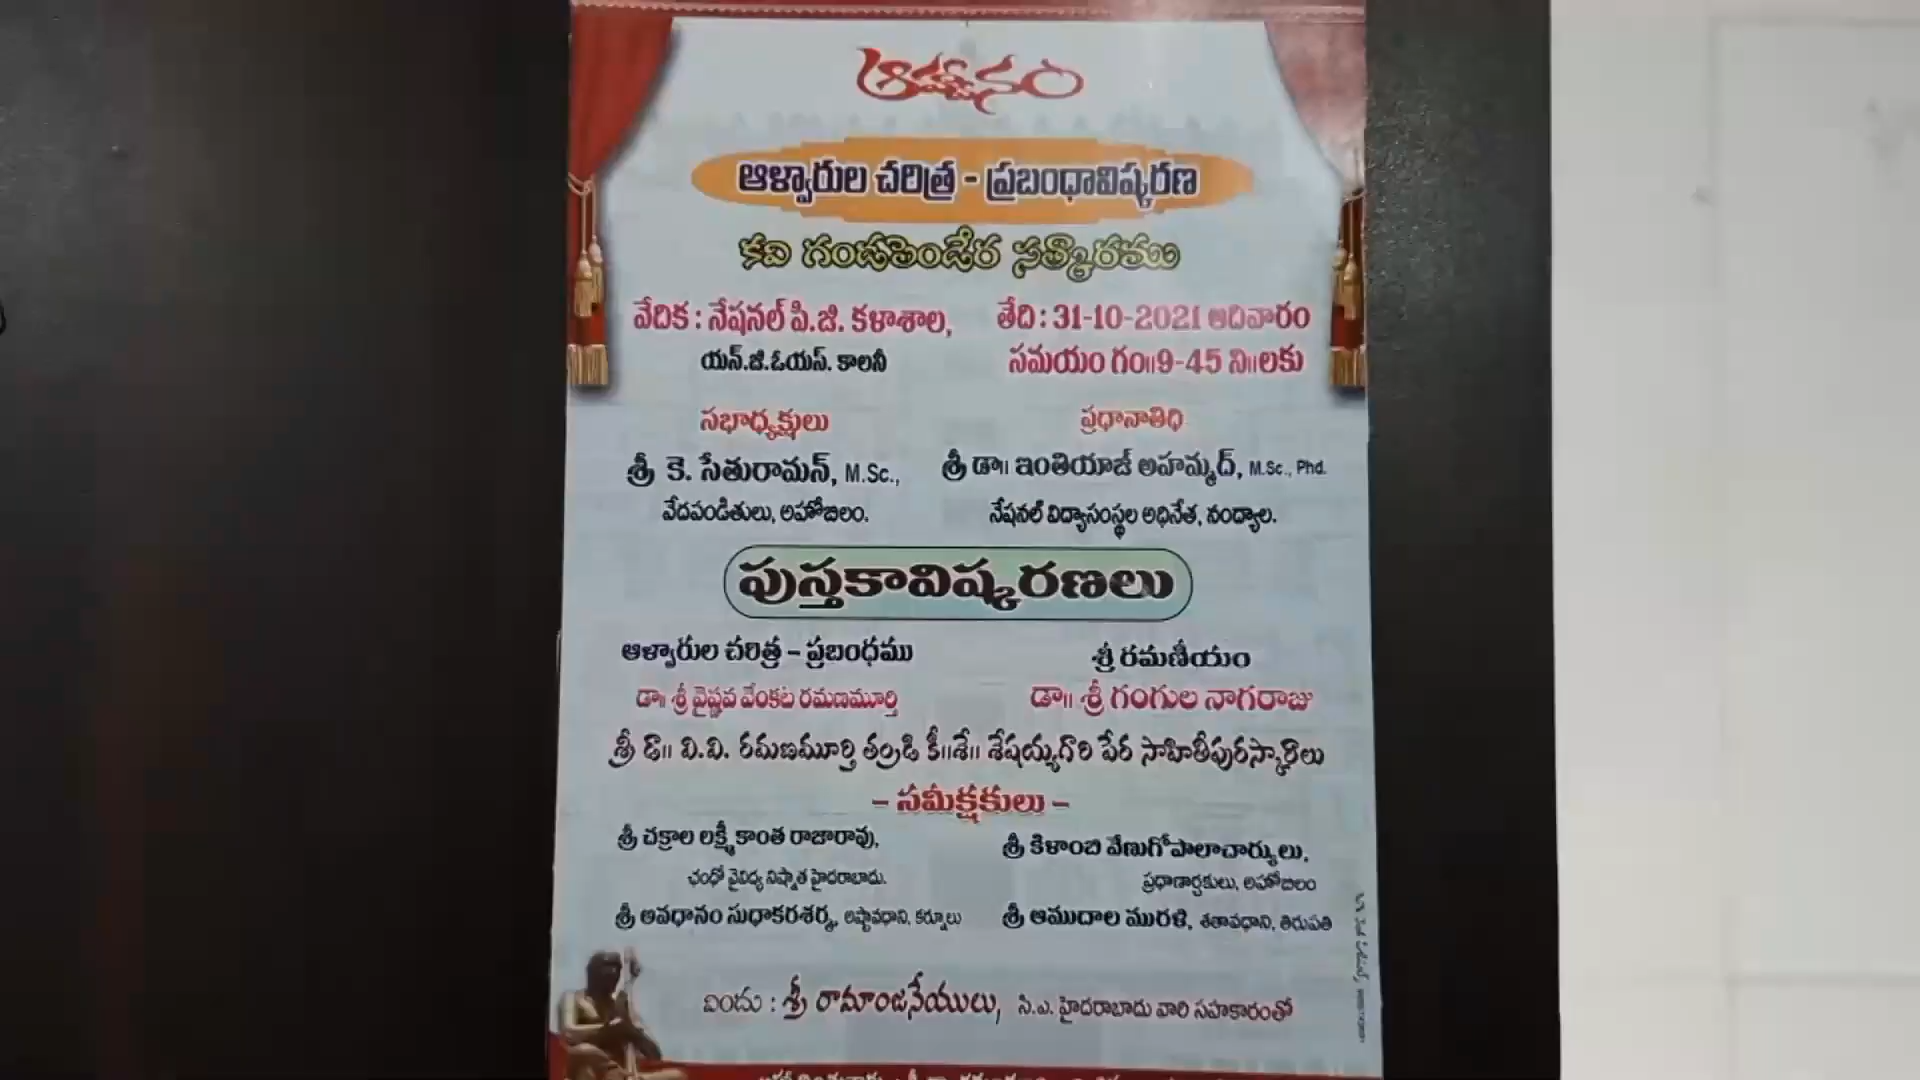 ఆహ్వానం
ఆళ్వారుల చరిత్ర - ప్రబంధావిష్కరణ
కవి గండపెండేర సత్కారము
వేదిక : నేషనల్ పి.జి. కళాశాల,
యన్.జి.ఓయస్. కాలనీ
తేది : 31-10-2021 ఆదివారం
సమయం గం॥9-45 ని॥లకు
సభాధ్యక్షులు
శ్రీ కె. సేతురామన్, M.Sc.,
వేదపండితులు, అహోబిలం.
ప్రధానాతిథి
శ్రీ డా॥ ఇంతియాజ్ అహమ్మద్, M.Sc., Phd.
నేషనల్ విద్యాసంస్థల అధినేత, నంద్యాల.
పుస్తకావిష్కరణలు
ఆళ్వారుల చరిత్ర – ప్రబంధము
డా॥ శ్రీ వైష్ణవ వేంకట రమణమూర్తి
శ్రీ రమణీయం
డా॥ శ్రీ గంగుల నాగరాజు
శ్రీ డా॥ వి.వి. రమణమూర్తి తండ్రి కీ॥శే॥ శేషయ్యగారి పేర సాహితీపురస్కారాలు
– సమీక్షకులు –
శ్రీ చక్రాల లక్ష్మీకాంత రాజారావు,
ఛందో వైవిధ్య నిష్ణాత హైదరాబాదు.
శ్రీ కిళాంబి వేణుగోపాలాచార్యులు,
ప్రధాణార్చకులు, అహోబిలం
శ్రీ అవధానం సుధాకరశర్మ, అష్టావధాని, కర్నూలు
శ్రీ ఆముదాల మురళి, శతావధాని, తిరుపతి
విందు : శ్రీ రామాంజనేయులు, సి.ఎ. హైదరాబాదు వారి సహకారంతో